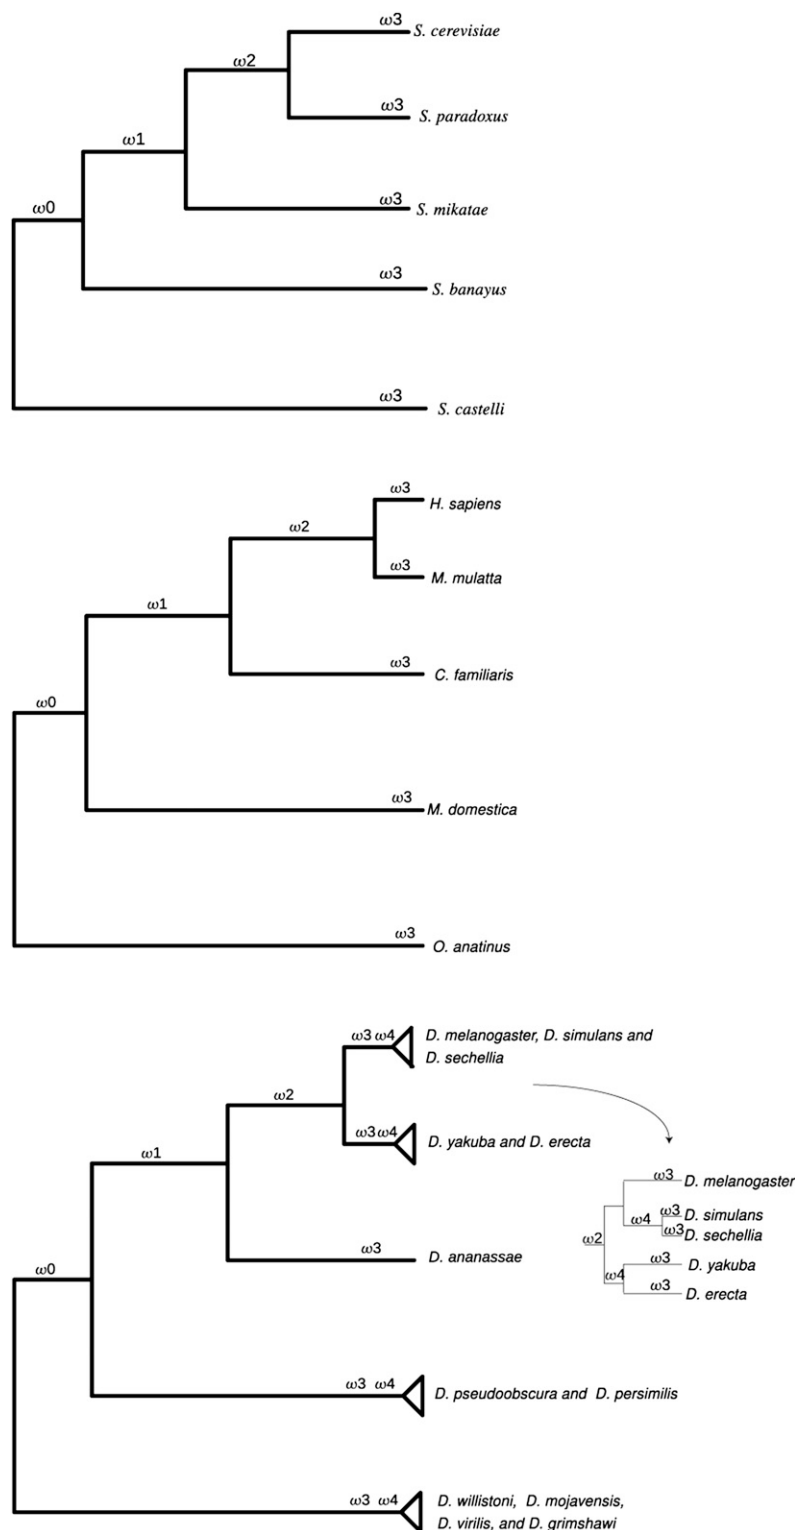 ω3
S. cerevisiae
ω2
ω3
S. paradoxus
ω1
ω3
S. mikatae
ω0
ω3
S. banayus
ω3
S. castelli
ω3
H. sapiens
ω2
ω3
M. mulatta
ω1
ω3
C. familiaris
ω0
ω3
M. domestica
ω3
O. anatinus
ω3 ω4
D. melanogaster, D. simulans and
D. sechellia
ω2
ω3 ω4
D. yakuba and D. erecta
ω1
ω3
D. ananassae
ω3
D. melanogaster
ω4
ω3
D. simulans
ω3
D. sechellia
ω2
ω3
D. yakuba
ω4
ω3
D. erecta
ω0
ω3 ω4
D. pseudoobscura and D. persimilis
ω3 ω4
D. willistoni, D. mojavensis,
D. virilis, and D. grimshawi